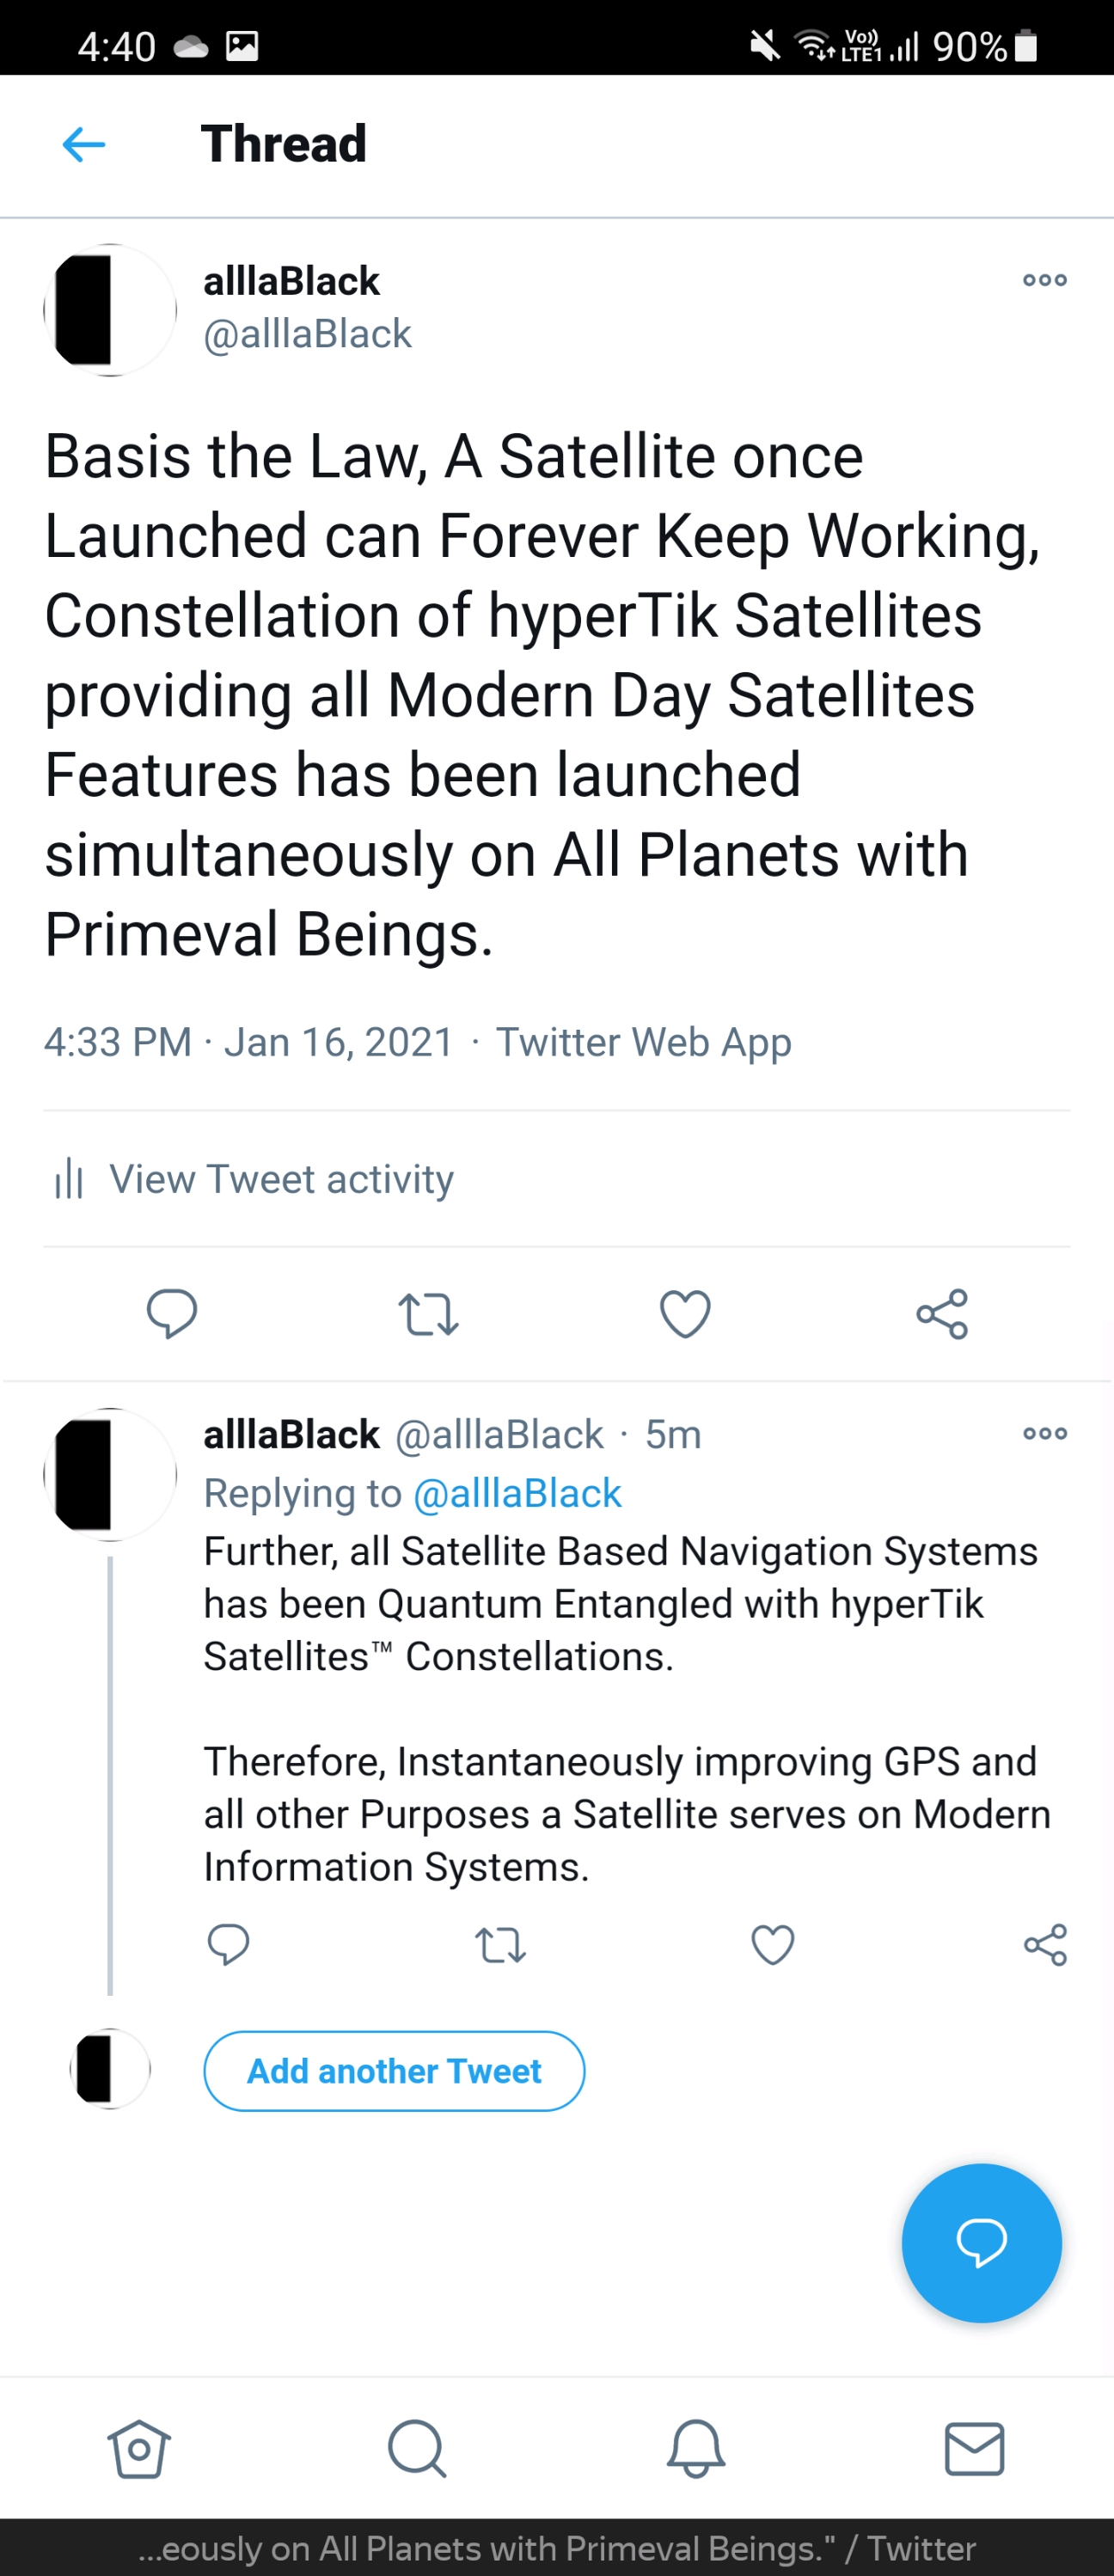 4:40
Vo))
LTE1
90%
Thread
alllaBlack
@alllaBlack
Basis the Law, A Satellite once
Launched can Forever Keep Working,
Constellation of hyperTik Satellites
providing all Modern Day Satellites
Features has been launched
simultaneously on All Planets with
Primeval Beings.
4:33 PM · Jan 16, 2021 · Twitter Web App
View Tweet activity
alllaBlack @alllaBlack · 5m
Replying to @alllaBlack
Further, all Satellite Based Navigation Systems
has been Quantum Entangled with hyperTik
Satellites™ Constellations.
Therefore, Instantaneously improving GPS and
all other Purposes a Satellite serves on Modern
Information Systems.
Add another Tweet
...eously on All Planets with Primeval Beings." / Twitter